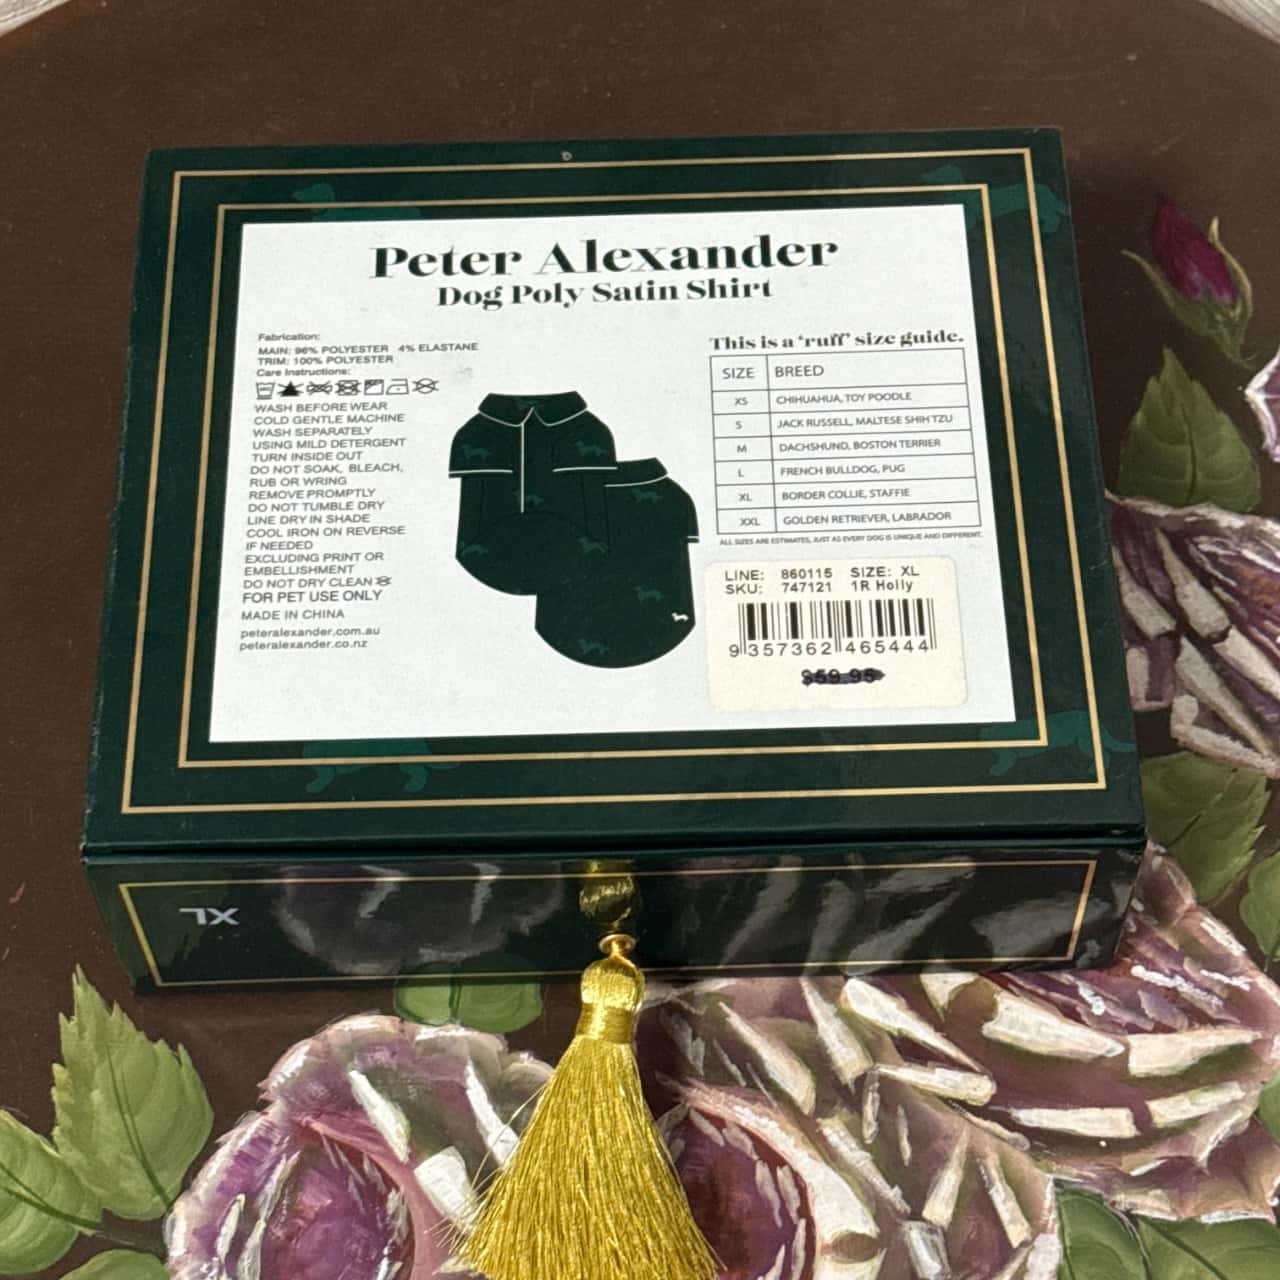 Peter Alexander
Dog Poly Satin Shirt
Fabrication:
MAIN: 96% POLYESTER 4% ELASTANE
TRIM: 100% POLYESTER
Care Instructions:
WASH BEFORE WEAR
COLD GENTLE MACHINE
WASH SEPARATELY
USING MILD DETERGENT
TURN INSIDE OUT
DO NOT SOAK, BLEACH,
RUB OR WRING
REMOVE PROMPTLY
DO NOT TUMBLE DRY
LINE DRY IN SHADE
COOL IRON ON REVERSE
IF NEEDED
EXCLUDING PRINT OR
EMBELLISHMENT
DO NOT DRY CLEAN
FOR PET USE ONLY
MADE IN CHINA
peteralexander.com.au
peteralexander.co.nz
This is a 'ruff' size guide.
SIZE BREED
XS CHIHUAHUA, TOY POODLE
S JACK RUSSELL, MALTESE SHIH TZU
M DACHSHUND, BOSTON TERRIER
L FRENCH BULLDOG, PUG
XL BORDER COLLIE, STAFFIE
XXL GOLDEN RETRIEVER, LABRADOR
ALL SIZES ARE ESTIMATES, JUST AS EVERY DOG IS UNIQUE AND DIFFERENT.
LINE: 860115 SIZE: XL
SKU: 747121 1R Holly
9 357362 465444
$59.95
XL